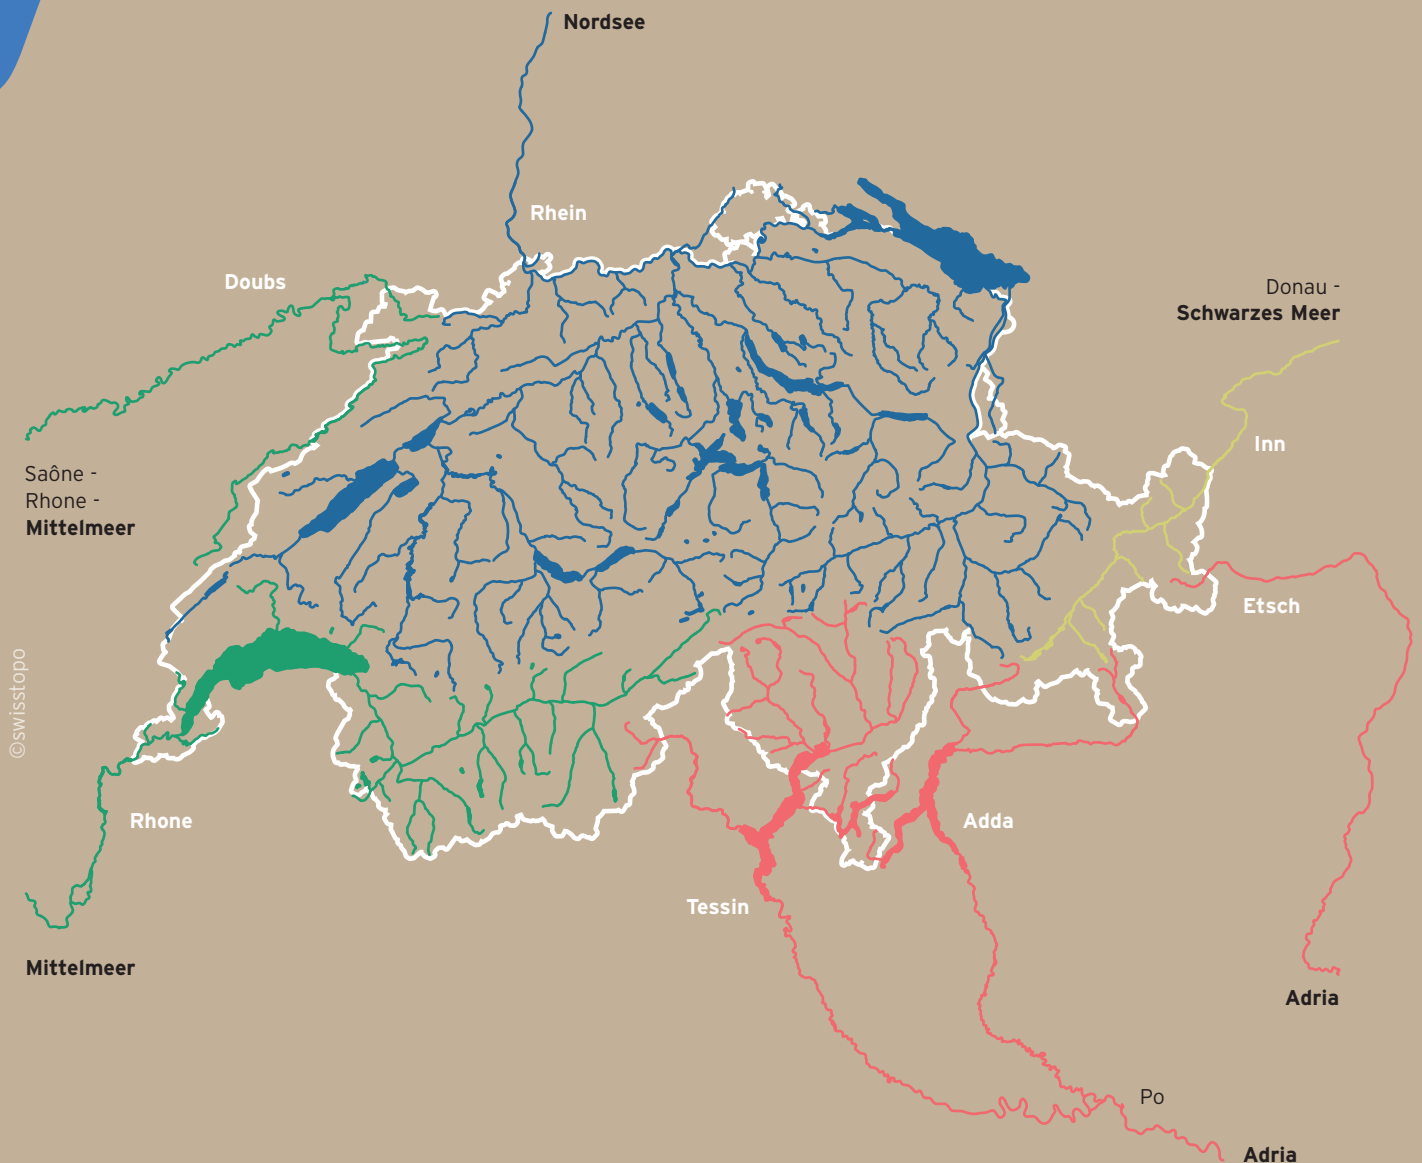 Nordsee
Rhein
Doubs
Donau -
Schwarzes Meer
Inn
Saône -
Rhone -
Mittelmeer
Etsch
©swisstopo
Rhone
Adda
Tessin
Mittelmeer
Adria
Po
Adria